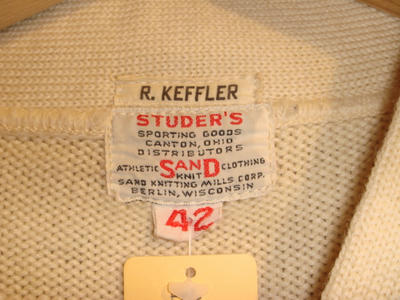 R. KEFFLER
STUDER'S
SPORTING GOODS
CANTON, OHIO
DISTRIBUTORS
ATHLETIC SAND CLOTHING
KNIT
SAND KNITTING MILLS CORP.
BERLIN, WISCONSIN
42